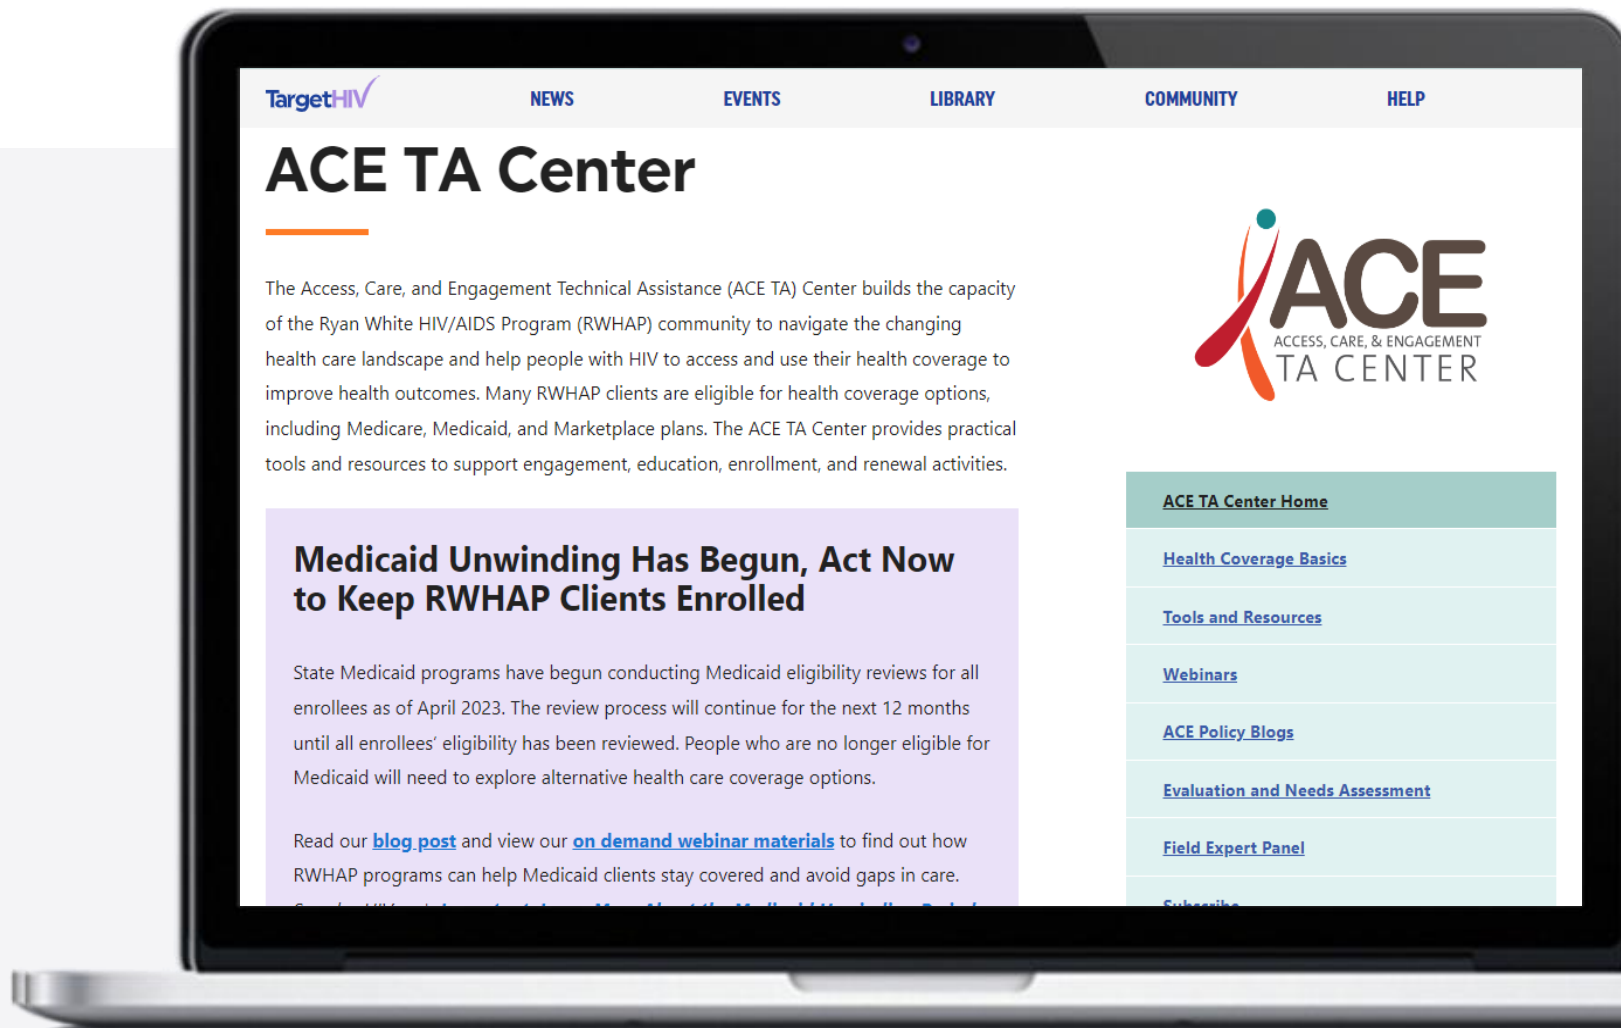 TargetHIV
NEWS
EVENTS
LIBRARY
COMMUNITY
HELP
ACE TA Center
The Access, Care, and Engagement Technical Assistance (ACE TA) Center builds the capacity
of the Ryan White HIV/AIDS Program (RWHAP) community to navigate the changing
health care landscape and help people with HIV to access and use their health coverage to
improve health outcomes. Many RWHAP clients are eligible for health coverage options,
including Medicare, Medicaid, and Marketplace plans. The ACE TA Center provides practical
tools and resources to support engagement, education, enrollment, and renewal activities.
Medicaid Unwinding Has Begun, Act Now
to Keep RWHAP Clients Enrolled
State Medicaid programs have begun conducting Medicaid eligibility reviews for all
enrollees as of April 2023. The review process will continue for the next 12 months
until all enrollees' eligibility has been reviewed. People who are no longer eligible for
Medicaid will need to explore alternative health care coverage options.
Read our blog post and view our on demand webinar materials to find out how
RWHAP programs can help Medicaid clients stay covered and avoid gaps in care.
ACE
ACCESS, CARE, & ENGAGEMENT
TA CENTER
ACE TA Center Home
Health Coverage Basics
Tools and Resources
Webinars
ACE Policy Blogs
Evaluation and Needs Assessment
Field Expert Panel
Subscribe